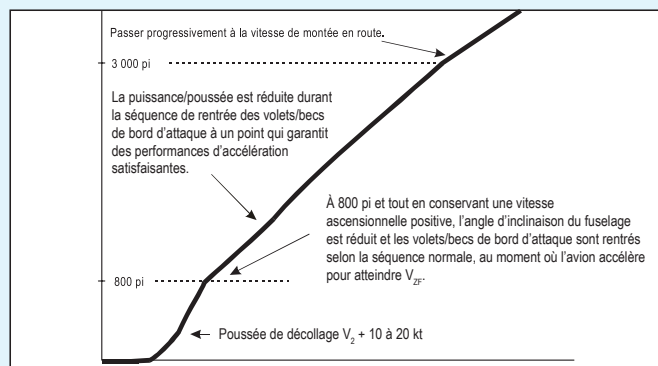 Passer progressivement à la vitesse de montée en route.
3 000 pi
La puissance/poussée est réduite durant
la séquence de rentrée des volets/becs
de bord d'attaque à un point qui garantit
des performances d'accélération
satisfaisantes.
À 800 pi et tout en conservant une vitesse
ascensionnelle positive, l'angle d'inclinaison du fuselage
est réduit et les volets/becs de bord d'attaque sont rentrés
selon la séquence normale, au moment où l'avion accélère
pour atteindre V_ZF.
800 pi
Poussée de décollage V_2 + 10 à 20 kt